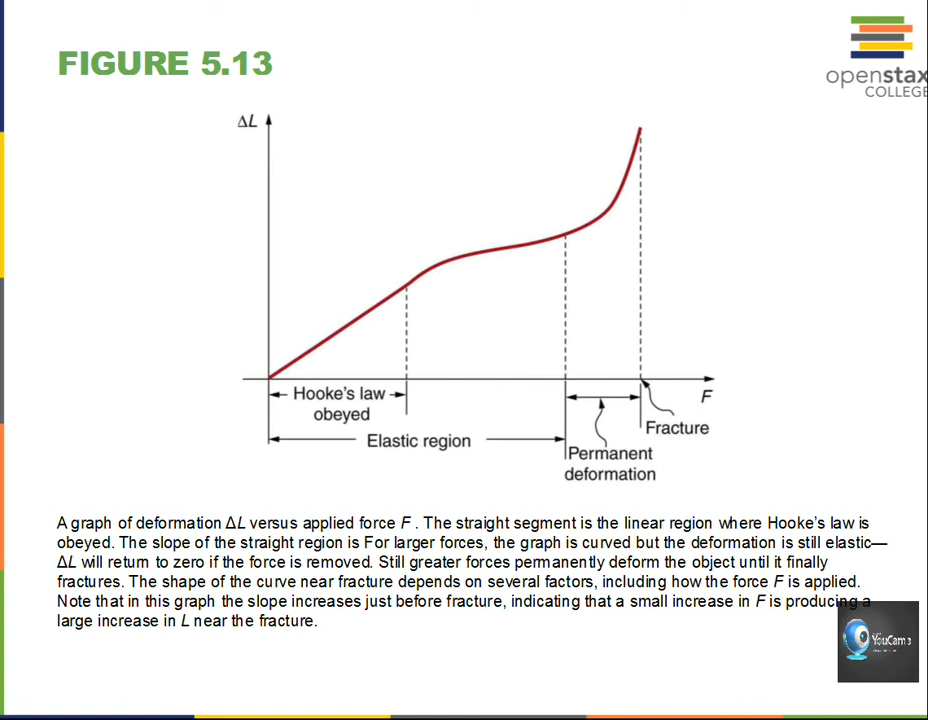 FIGURE 5.13
openstax
COLLEGE
ΔL
Hooke's law
obeyed
F
Elastic region
Fracture
Permanent
deformation
A graph of deformation ΔL versus applied force F . The straight segment is the linear region where Hooke's law is
obeyed. The slope of the straight region is For larger forces, the graph is curved but the deformation is still elastic—
ΔL will return to zero if the force is removed. Still greater forces permanently deform the object until it finally
fractures. The shape of the curve near fracture depends on several factors, including how the force F is applied.
Note that in this graph the slope increases just before fracture, indicating that a small increase in F is producing a
large increase in L near the fracture.
YouCam 3